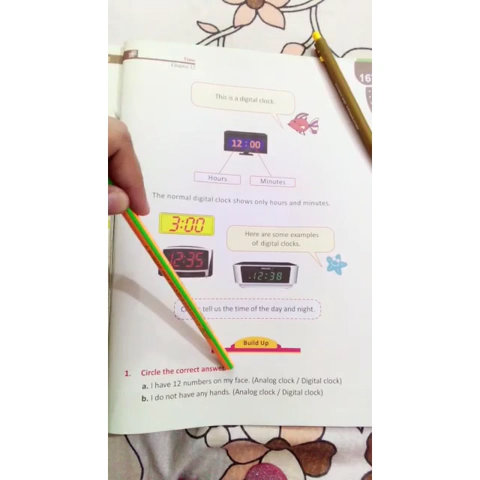 Time
Chapter 12
16
This is a digital clock.
12:00
Hours
Minutes
The normal digital clock shows only hours and minutes.
3:00
Here are some examples
of digital clocks.
12:35
12:38
tell us the time of the day and night.
Build Up
1. Circle the correct answer.
a. I have 12 numbers on my face. (Analog clock / Digital clock)
b. I do not have any hands. (Analog clock / Digital clock)